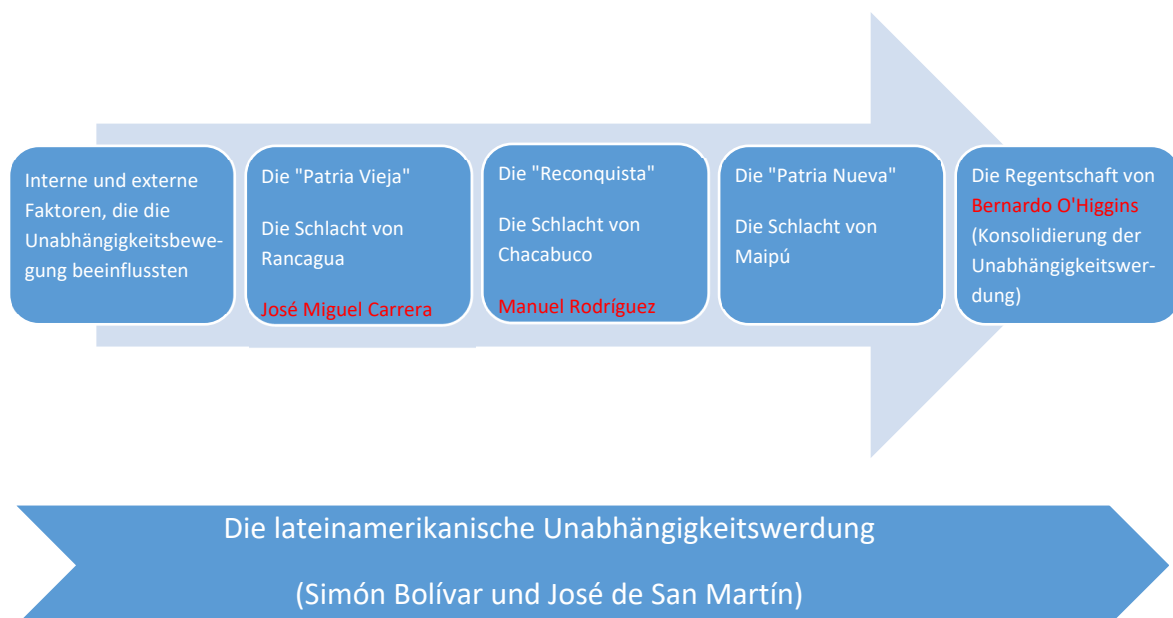 Interne und externe
Faktoren, die die
Unabhängigkeitsbewe-
gung beeinflussten
Die "Patria Vieja"
Die Schlacht von
Rancagua
José Miguel Carrera
Die "Reconquista"
Die Schlacht von
Chacabuco
Manuel Rodríguez
Die "Patria Nueva"
Die Schlacht von
Maipú
Die Regentschaft von
Bernardo O'Higgins
(Konsolidierung der
Unabhängigkeitswer-
dung)
Die lateinamerikanische Unabhängigkeitswerdung
(Simón Bolívar und José de San Martín)